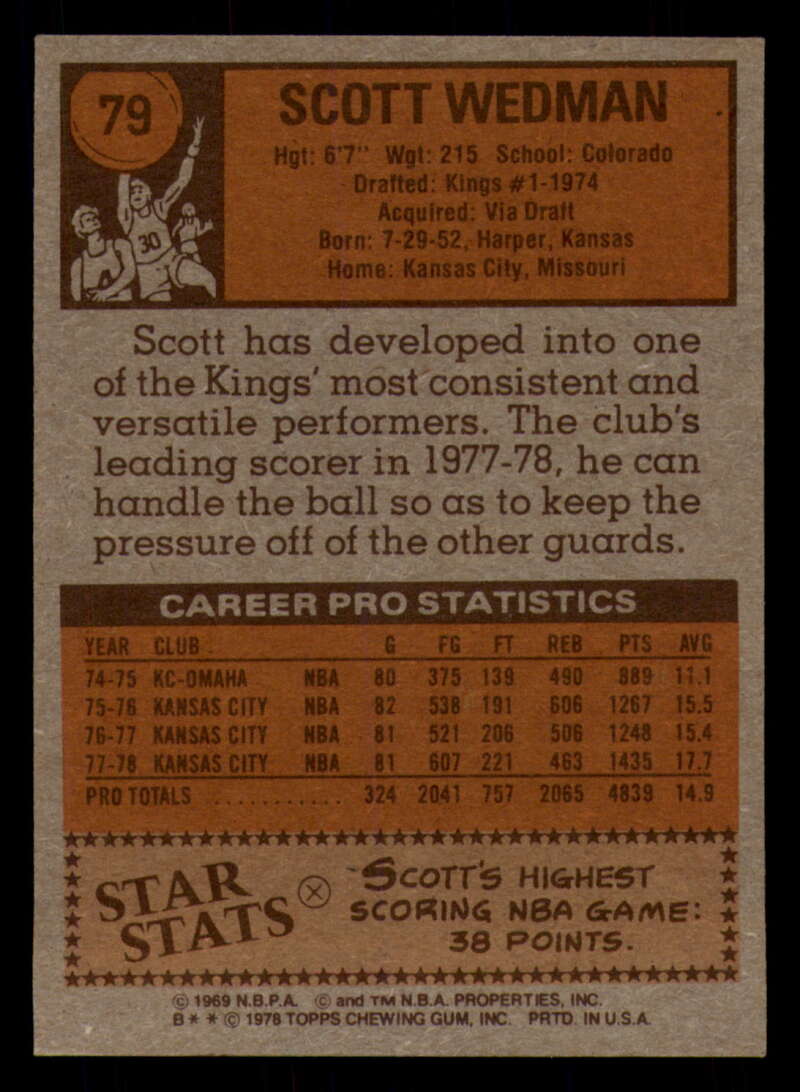 79
SCOTT WEDMAN
Hgt: 6'7" Wgt: 215 School: Colorado
Drafted: Kings #1-1974
Acquired: Via Draft
Born: 7-29-52, Harper, Kansas
Home: Kansas City, Missouri
30
Scott has developed into one
of the Kings' most consistent and
versatile performers. The club's
leading scorer in 1977-78, he can
handle the ball so as to keep the
pressure off of the other guards.
CAREER PRO STATISTICS
YEAR CLUB G FG FT REB PTS AVG
74-75 KC-OMAHA NBA 80 375 139 490 889 11.1
75-76 KANSAS CITY NBA 82 538 191 606 1267 15.5
76-77 KANSAS CITY NBA 81 521 206 506 1248 15.4
77-78 KANSAS CITY NBA 81 607 221 463 1435 17.7
PRO TOTALS ............ 324 2041 757 2065 4839 14.9
STAR STATS
SCOTT'S HIGHEST
SCORING NBA GAME:
38 POINTS.
© 1969 N.B.P.A. © and TM N.B.A. PROPERTIES, INC.
B * * © 1978 TOPPS CHEWING GUM, INC. PRTD. IN U.S.A.